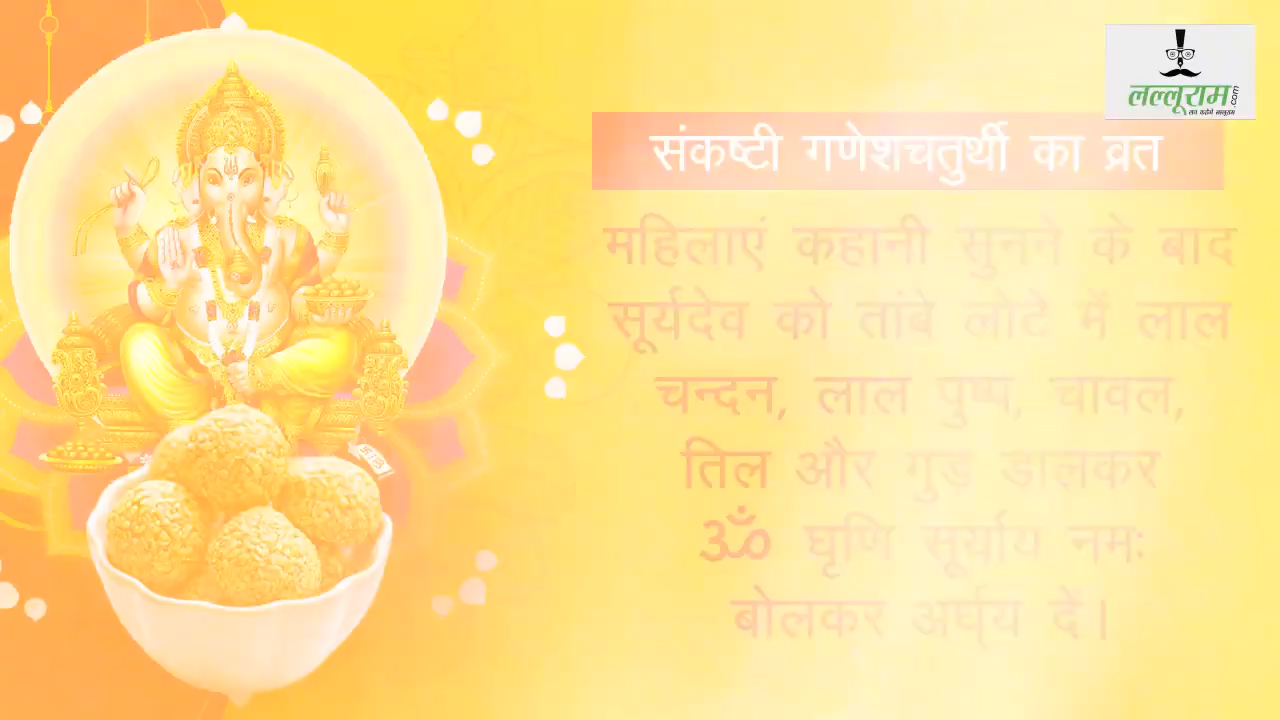 लल्लूराम.com
संकष्टी गणेशचतुर्थी का व्रत
महिलाएं कहानी सुनने के बाद
सूर्यदेव को तांबे लोटे में लाल
चन्दन, लाल पुष्प, चावल,
तिल और गुड़ डालकर
ॐ घृणि सूर्याय नमः
बोलकर अर्घ्य दें।